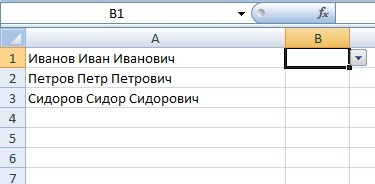 B1 fx
A B
1 Иванов Иван Иванович
2 Петров Петр Петрович
3 Сидоров Сидор Сидорович
4
5
6
7